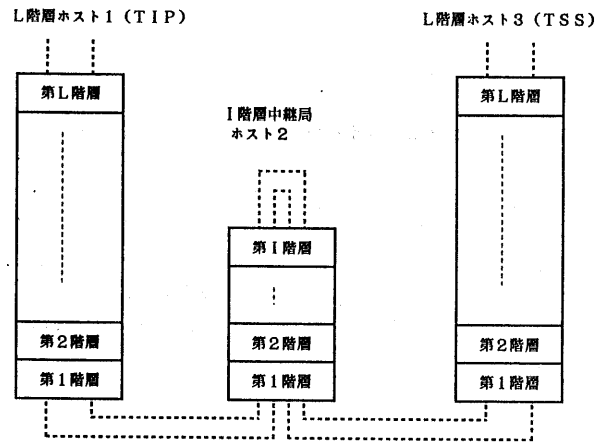 L階層ホスト1（TIP）
L階層ホスト3（TSS）
第L階層
第L階層
I階層中継局
ホスト2
第I階層
第2階層
第2階層
第2階層
第1階層
第1階層
第1階層